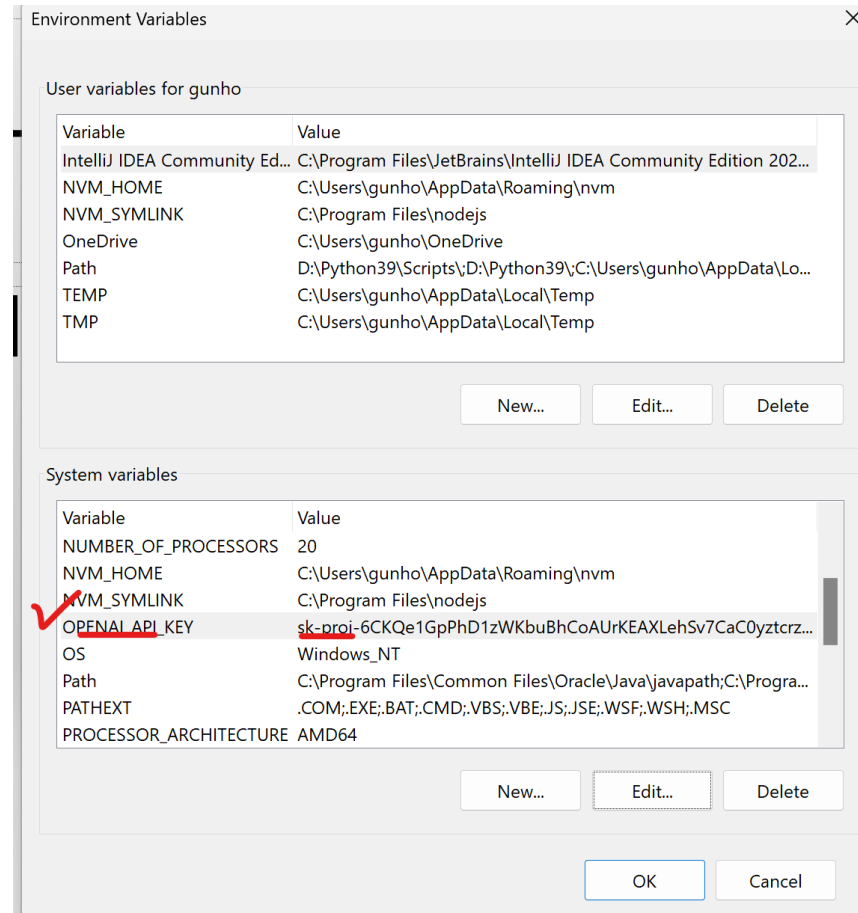 Environment Variables
User variables for gunho
Variable Value
IntelliJ IDEA Community Ed... C:\Program Files\JetBrains\IntelliJ IDEA Community Edition 202...
NVM_HOME C:\Users\gunho\AppData\Roaming\nvm
NVM_SYMLINK C:\Program Files\nodejs
OneDrive C:\Users\gunho\OneDrive
Path D:\Python39\Scripts\;D:\Python39\;C:\Users\gunho\AppData\Lo...
TEMP C:\Users\gunho\AppData\Local\Temp
TMP C:\Users\gunho\AppData\Local\Temp
New... Edit... Delete
System variables
Variable Value
NUMBER_OF_PROCESSORS 20
NVM_HOME C:\Users\gunho\AppData\Roaming\nvm
NVM_SYMLINK C:\Program Files\nodejs
OPENAI_API_KEY sk-proj-6CKQe1GpPhD1zWKbuBhCoAUrKEAXLehSv7CaC0yztcrz...
OS Windows_NT
Path C:\Program Files\Common Files\Oracle\Java\javapath;C:\Progra...
PATHEXT .COM;.EXE;.BAT;.CMD;.VBS;.VBE;.JS;.JSE;.WSF;.WSH;.MSC
PROCESSOR_ARCHITECTURE AMD64
New... Edit... Delete
OK Cancel